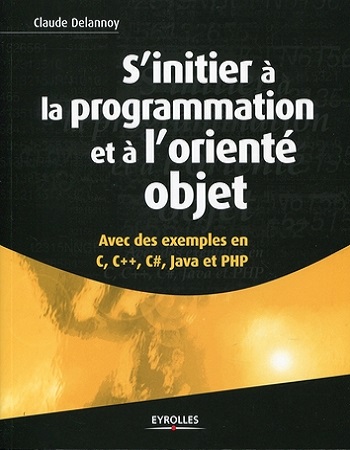 Claude Delannoy
S'initier à
la programmation
et à l'orienté
objet
Avec des exemples en
C, C++, C#, Java et PHP
EYROLLES